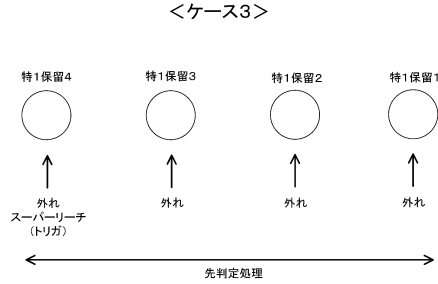 ＜ケース３＞
特１保留４　特１保留３　特１保留２　特１保留１
外れ　外れ　外れ　外れ
スーパーリーチ
（トリガ）
先判定処理